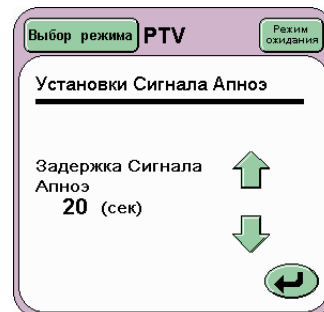 Выбор режима PTV Режим
ожидания
Установки Сигнала Апноэ
Задержка Сигнала
Апноэ
20 (сек)